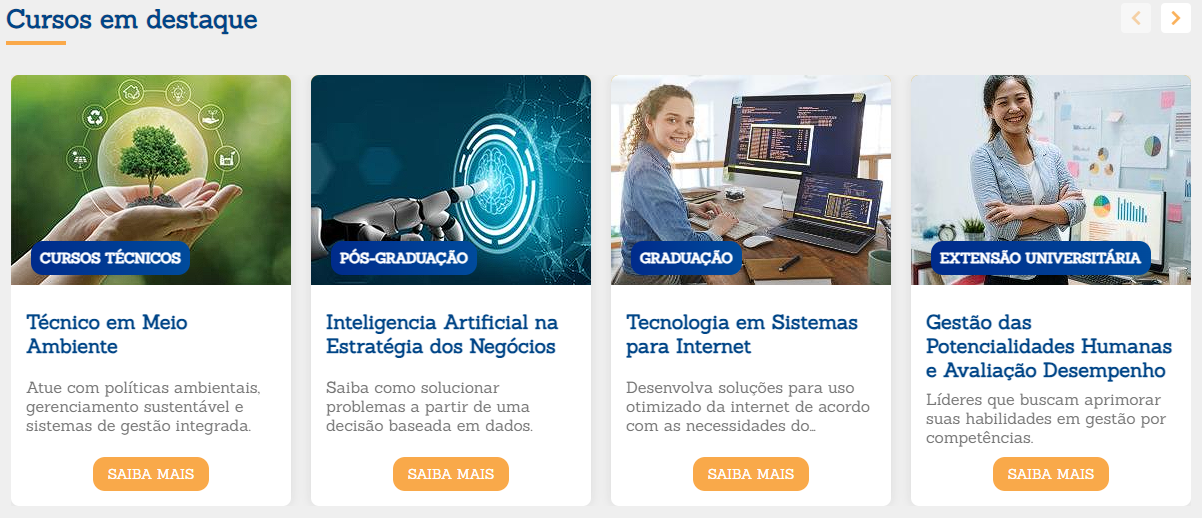 Cursos em destaque
CURSOS TÉCNICOS
Técnico em Meio
Ambiente
Atue com políticas ambientais,
gerenciamento sustentável e
sistemas de gestão integrada.
SAIBA MAIS
PÓS-GRADUAÇÃO
Inteligencia Artificial na
Estratégia dos Negócios
Saiba como solucionar
problemas a partir de uma
decisão baseada em dados.
SAIBA MAIS
GRADUAÇÃO
Tecnologia em Sistemas
para Internet
Desenvolva soluções para uso
otimizado da internet de acordo
com as necessidades do...
SAIBA MAIS
EXTENSÃO UNIVERSITÁRIA
Gestão das
Potencialidades Humanas
e Avaliação Desempenho
Líderes que buscam aprimorar
suas habilidades em gestão por
competências.
SAIBA MAIS